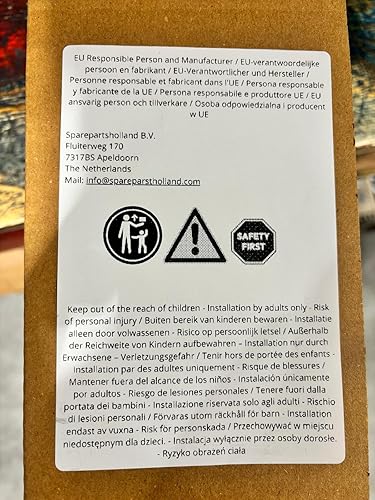 EU Responsible Person and Manufacturer / EU-verantwoordelijke
persoon en fabrikant / EU-Verantwortlicher und Hersteller /
Personne responsable et fabricant dans l'UE / Persona responsable
y fabricante de la UE / Persona responsabile e produttore UE / EU
ansvarig person och tillverkare / Osoba odpowiedzialna i producent
w UE
Sparepartsholland B.V.
Fluiterweg 170
7317BS Apeldoorn
The Netherlands
Mail: info@sparepartsholland.com
SAFETY
FIRST
Keep out of the reach of children - Installation by adults only - Risk
of personal injury / Buiten bereik van kinderen bewaren - Installatie
alleen door volwassenen - Risico op persoonlijk letsel / Außerhalb
der Reichweite von Kindern aufbewahren – Installation nur durch
Erwachsene – Verletzungsgefahr / Tenir hors de portée des enfants -
Installation par des adultes uniquement - Risque de blessures /
Mantener fuera del alcance de los niños - Instalación únicamente
por adultos - Riesgo de lesiones personales / Tenere fuori dalla
portata dei bambini - Installazione riservata solo agli adulti - Rischio
di lesioni personali / Förvaras utom räckhåll för barn - Installation
endast av vuxna - Risk för personskada / Przechowywać w miejscu
niedostępnym dla dzieci. - Instalacja wyłącznie przez osoby dorosłe.
- Ryzyko obrażeń ciała